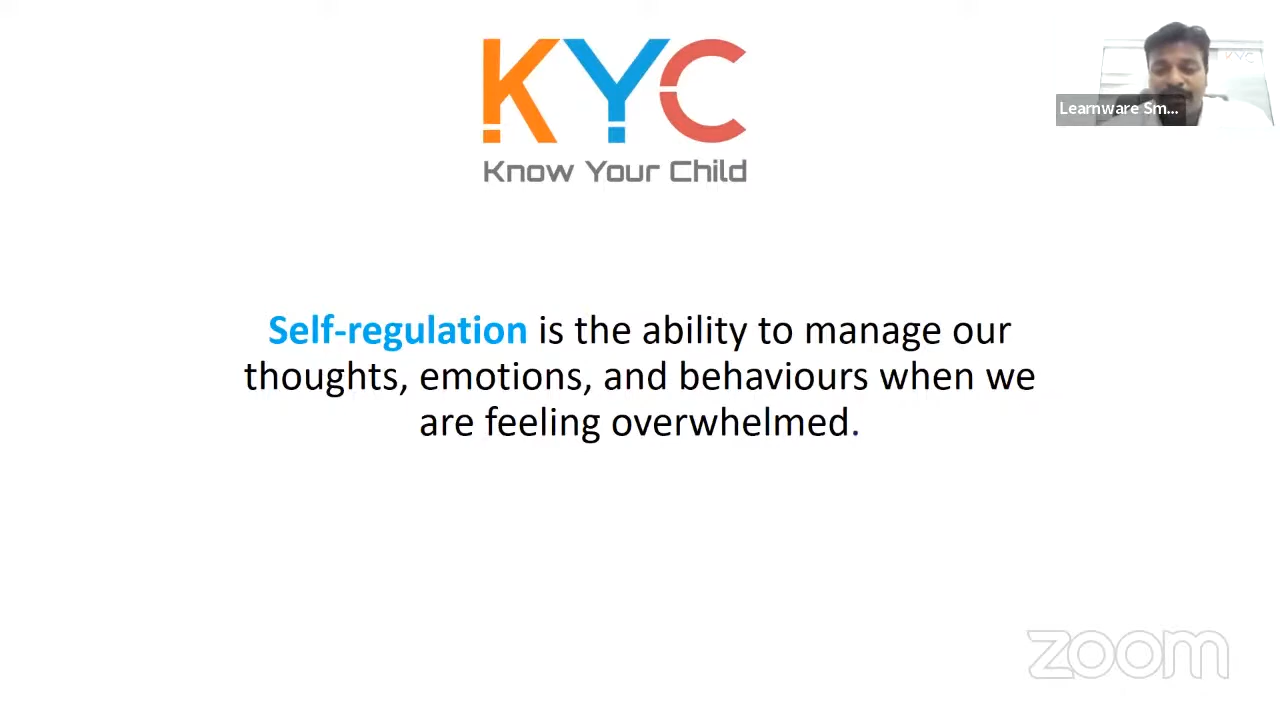 KYC
Know Your Child
Learnware Sm...
KYC
Self-regulation is the ability to manage our
thoughts, emotions, and behaviours when we
are feeling overwhelmed.
zoom